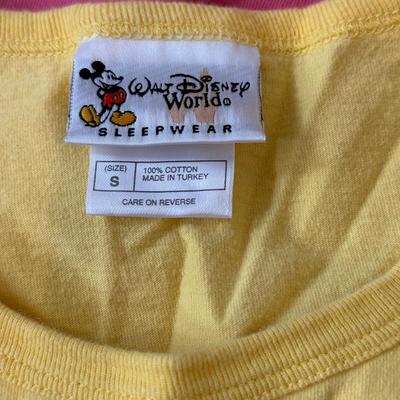 Walt Disney
World®
SLEEPWEAR
(SIZE)
S
100% COTTON
MADE IN TURKEY
CARE ON REVERSE